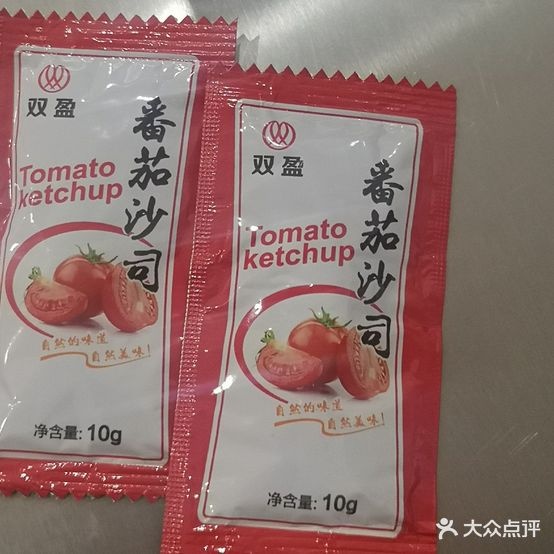 双盈
番茄沙司
Tomato
ketchup
自然的味道
自然美味!
净含量: 10g
双盈
番茄沙司
Tomato
ketchup
自然的味道
自然美味!
净含量: 10g
大众点评